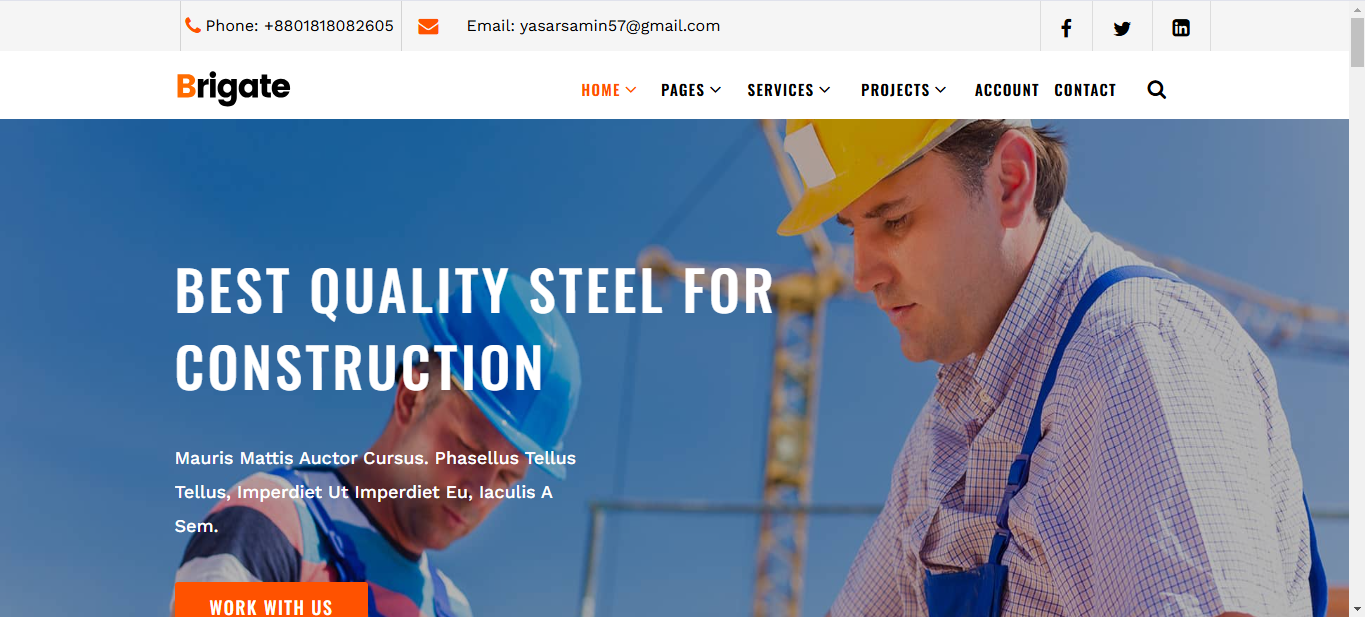 Phone: +8801818082605
Email: yasarsamin57@gmail.com
Brigate
HOME PAGES SERVICES PROJECTS ACCOUNT CONTACT
BEST QUALITY STEEL FOR
CONSTRUCTION
Mauris Mattis Auctor Cursus. Phasellus Tellus
Tellus, Imperdiet Ut Imperdiet Eu, Iaculis A
Sem.
WORK WITH US